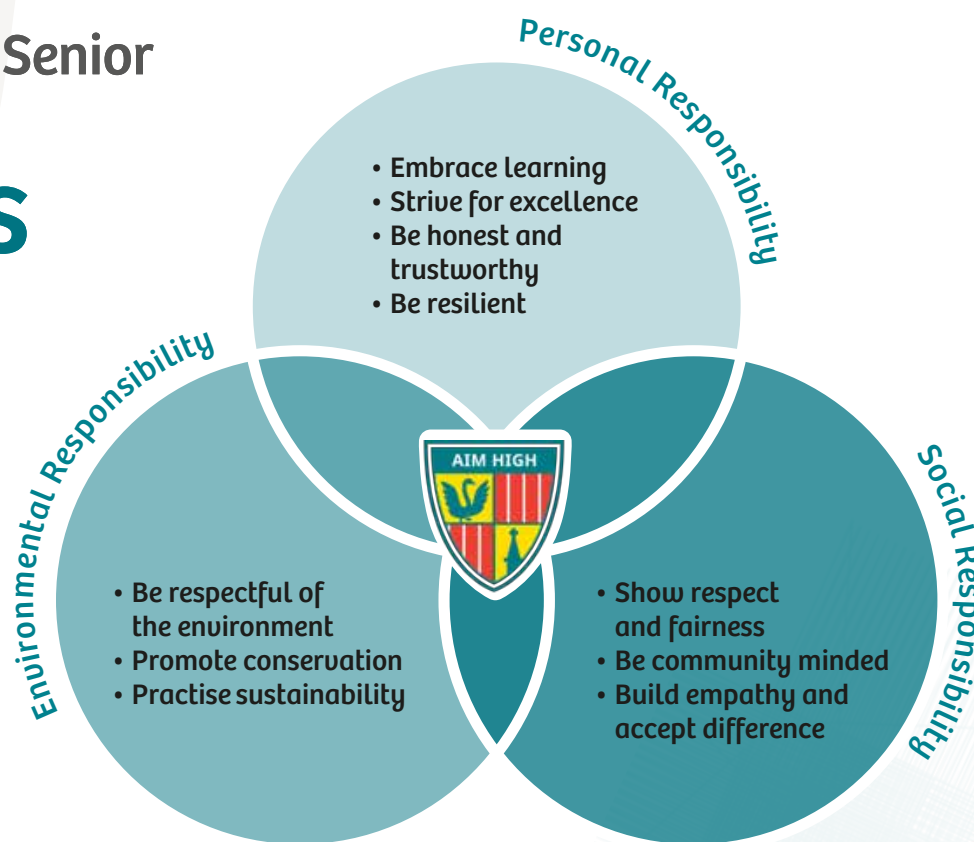 Senior
s
Personal Responsibility
• Embrace learning
• Strive for excellence
• Be honest and
trustworthy
• Be resilient
Environmental Responsibility
AIM HIGH
Social Responsibility
• Be respectful of
the environment
• Promote conservation
• Practise sustainability
• Show respect
and fairness
• Be community minded
• Build empathy and
accept difference